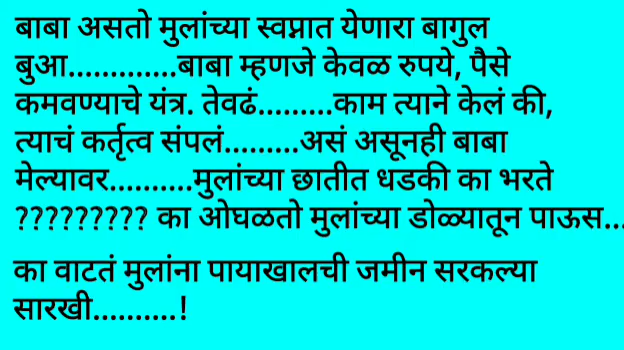 बाबा असतो मुलांच्या स्वप्नात येणारा बागुल
बुआ.............बाबा म्हणजे केवळ रुपये, पैसे
कमवण्याचे यंत्र. तेवढं.........काम त्याने केलं की,
त्याचं कर्तृत्व संपलं.........असं असूनही बाबा
मेल्यावर..........मुलांच्या छातीत धडकी का भरते
????????? का ओघळतो मुलांच्या डोळ्यातून पाऊस...
का वाटतं मुलांना पायाखालची जमीन सरकल्या
सारखी..........!